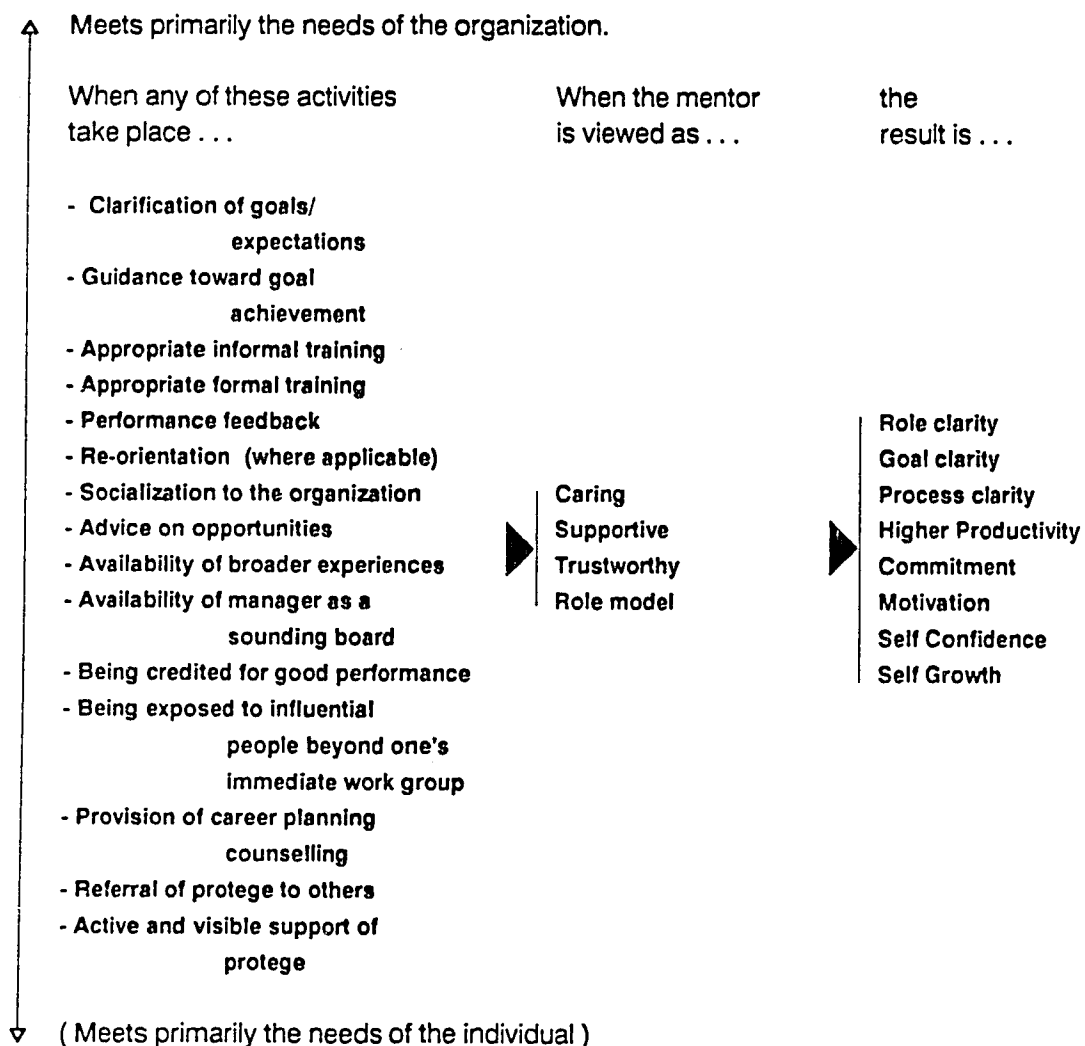 Meets primarily the needs of the organization.
When any of these activities
take place . . .
When the mentor
is viewed as . . .
the
result is . . .
- Clarification of goals/
expectations
- Guidance toward goal
achievement
- Appropriate informal training
- Appropriate formal training
- Performance feedback
- Re-orientation (where applicable)
- Socialization to the organization
- Advice on opportunities
- Availability of broader experiences
- Availability of manager as a
sounding board
- Being credited for good performance
- Being exposed to influential
people beyond one's
immediate work group
- Provision of career planning
counselling
- Referral of protege to others
- Active and visible support of
protege
Caring
Supportive
Trustworthy
Role model
Role clarity
Goal clarity
Process clarity
Higher Productivity
Commitment
Motivation
Self Confidence
Self Growth
( Meets primarily the needs of the individual )